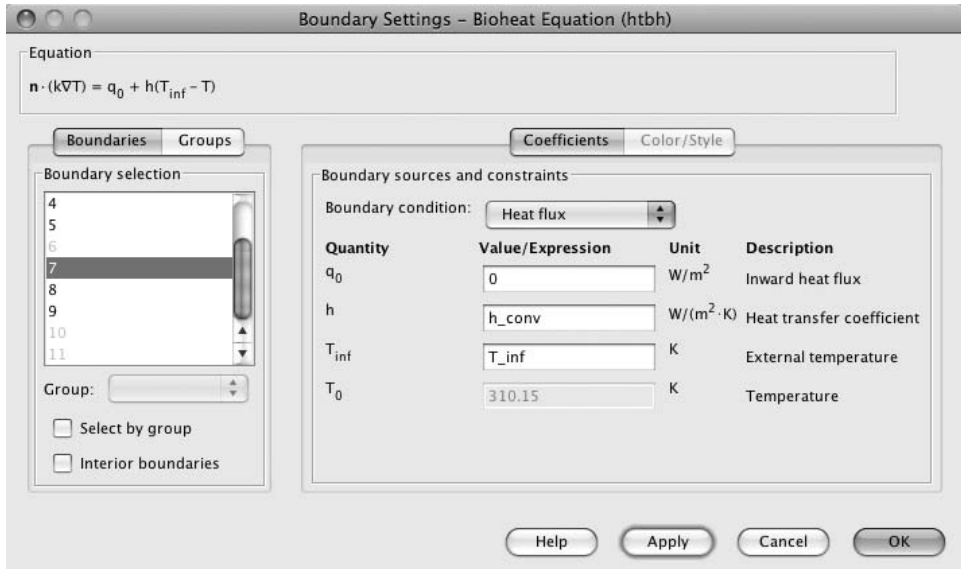 Boundary Settings – Bioheat Equation (htbh)
Equation
n · (k∇T) = q0 + h(Tinf – T)
Boundaries Groups
Boundary selection
4
5
6
7
8
9
10
11
Group:
Select by group
Interior boundaries
Coefficients Color/Style
Boundary sources and constraints
Boundary condition: Heat flux
Quantity Value/Expression Unit Description
q0 0 W/m2 Inward heat flux
h h_conv W/(m2·K) Heat transfer coefficient
Tinf T_inf K External temperature
T0 310.15 K Temperature
Help Apply Cancel OK